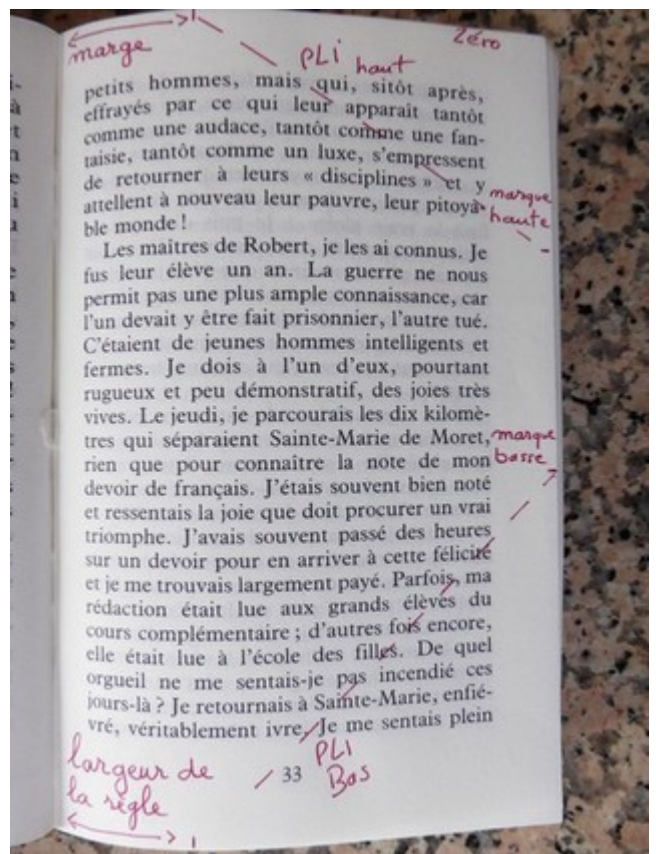 Zéro
marge
PLI haut
petits hommes, mais qui, sitôt après,
effrayés par ce qui leur apparaît tantôt
comme une audace, tantôt comme une fan-
taisie, tantôt comme un luxe, s'empressent
de retourner à leurs « disciplines » et y
attellent à nouveau leur pauvre, leur pitoya-
ble monde !
marque
haute
Les maîtres de Robert, je les ai connus. Je
fus leur élève un an. La guerre ne nous
permit pas une plus ample connaissance, car
l'un devait y être fait prisonnier, l'autre tué.
C'étaient de jeunes hommes intelligents et
fermes. Je dois à l'un d'eux, pourtant
rugueux et peu démonstratif, des joies très
vives. Le jeudi, je parcourais les dix kilomè-
tres qui séparaient Sainte-Marie de Moret,
rien que pour connaître la note de mon
devoir de français. J'étais souvent bien noté
et ressentais la joie que doit procurer un vrai
triomphe. J'avais souvent passé des heures
sur un devoir pour en arriver à cette félicité
et je me trouvais largement payé. Parfois, ma
rédaction était lue aux grands élèves du
cours complémentaire ; d'autres fois encore,
elle était lue à l'école des filles. De quel
orgueil ne me sentais-je pas incendié ces
jours-là ? Je retournais à Sainte-Marie, enfié-
vré, véritablement ivre. Je me sentais plein
marque
basse
largeur de
la règle
33
PLI
Bas